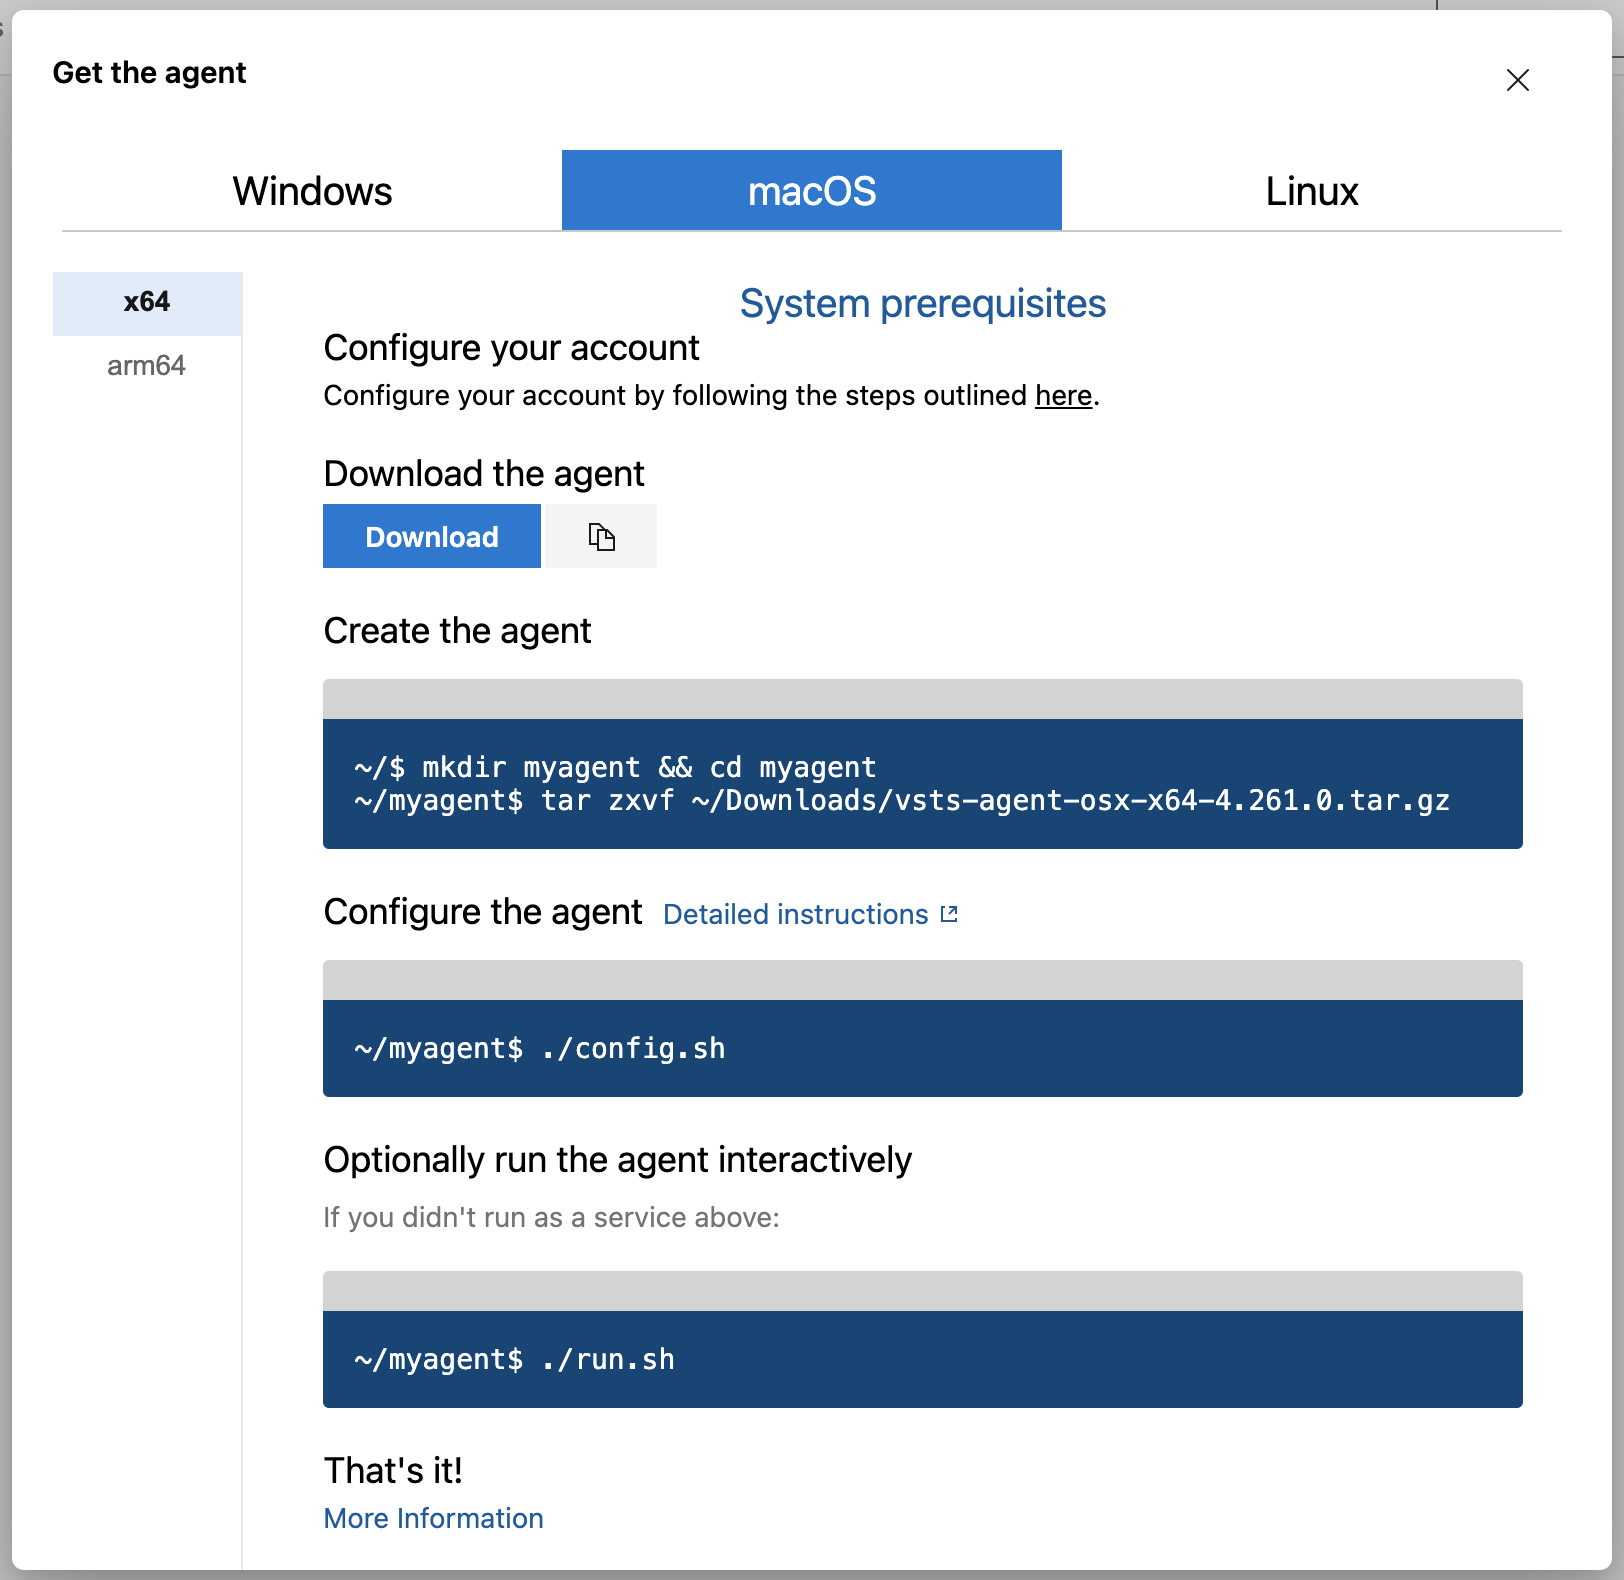 Get the agent
Windows
macOS
Linux
x64
arm64
System prerequisites
Configure your account
Configure your account by following the steps outlined here.
Download the agent
Download
Create the agent
~/$ mkdir myagent && cd myagent
~/myagent$ tar zxvf ~/Downloads/vsts-agent-osx-x64-4.261.0.tar.gz
Configure the agent Detailed instructions
~/myagent$ ./config.sh
Optionally run the agent interactively
If you didn't run as a service above:
~/myagent$ ./run.sh
That's it!
More Information